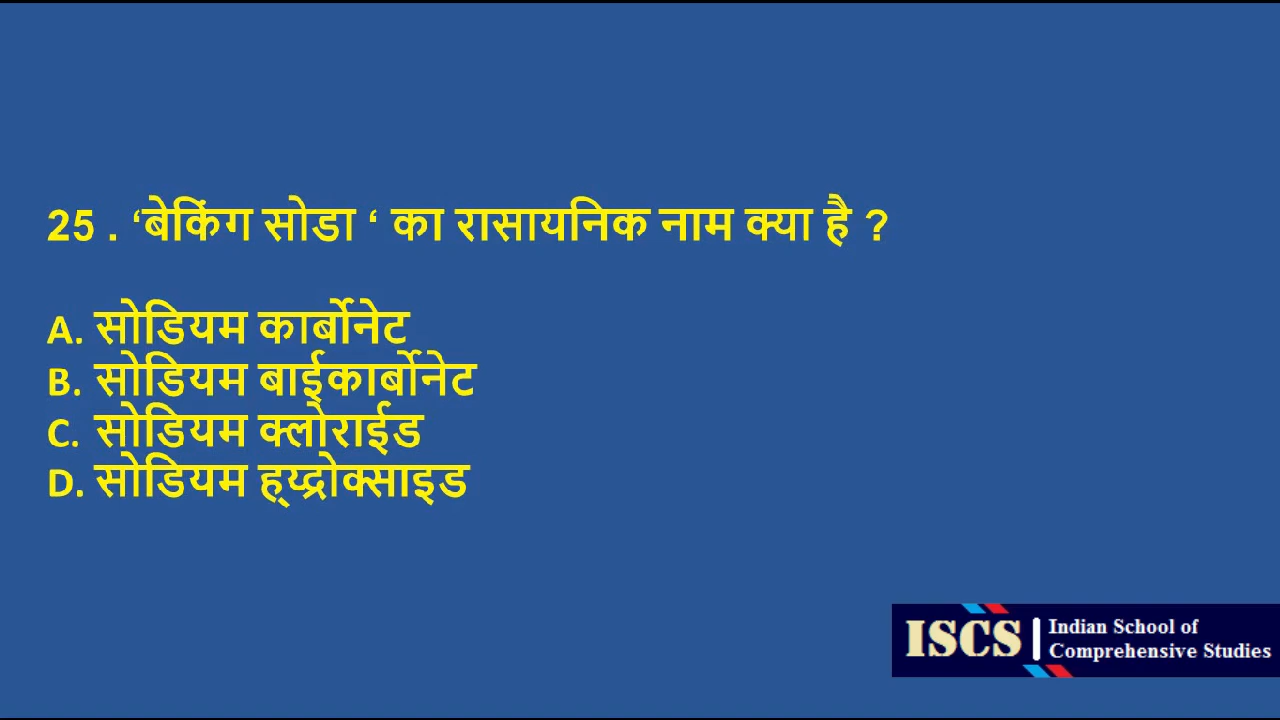 25 . ‘बेकिंग सोडा ‘ का रासायनिक नाम क्या है ?
A. सोडियम कार्बोनेट
B. सोडियम बाईकार्बोनेट
C. सोडियम क्लोराईड
D. सोडियम ह्य्द्रोक्साइड
ISCS
Indian School of
Comprehensive Studies